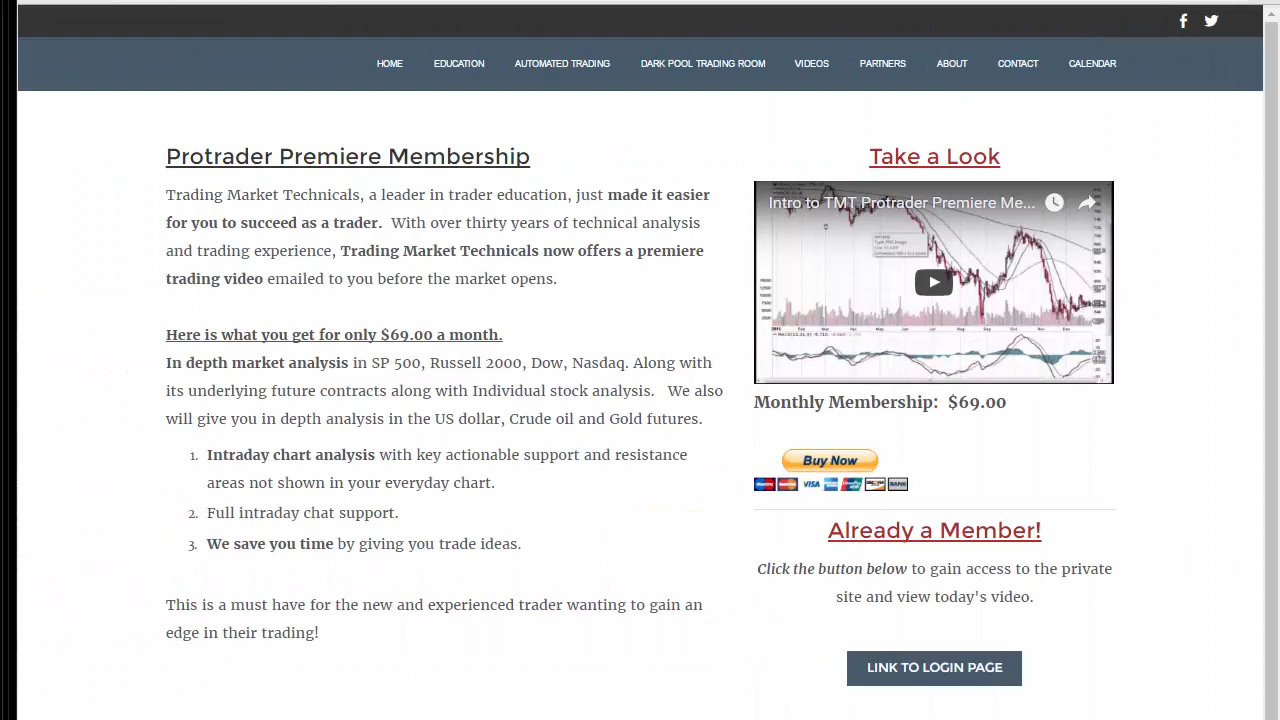 HOME EDUCATION AUTOMATED TRADING DARK POOL TRADING ROOM VIDEOS PARTNERS ABOUT CONTACT CALENDAR
Protrader Premiere Membership
Trading Market Technicals, a leader in trader education, just made it easier
for you to succeed as a trader. With over thirty years of technical analysis
and trading experience, Trading Market Technicals now offers a premiere
trading video emailed to you before the market opens.
Here is what you get for only $69.00 a month.
In depth market analysis in SP 500, Russell 2000, Dow, Nasdaq. Along with
its underlying future contracts along with Individual stock analysis. We also
will give you in depth analysis in the US dollar, Crude oil and Gold futures.
1. Intraday chart analysis with key actionable support and resistance
areas not shown in your everyday chart.
2. Full intraday chat support.
3. We save you time by giving you trade ideas.
This is a must have for the new and experienced trader wanting to gain an
edge in their trading!
Take a Look
Intro to TMT Protrader Premiere Me...
Monthly Membership: $69.00
Buy Now
VISA
BANK
Already a Member!
Click the button below to gain access to the private
site and view today's video.
LINK TO LOGIN PAGE